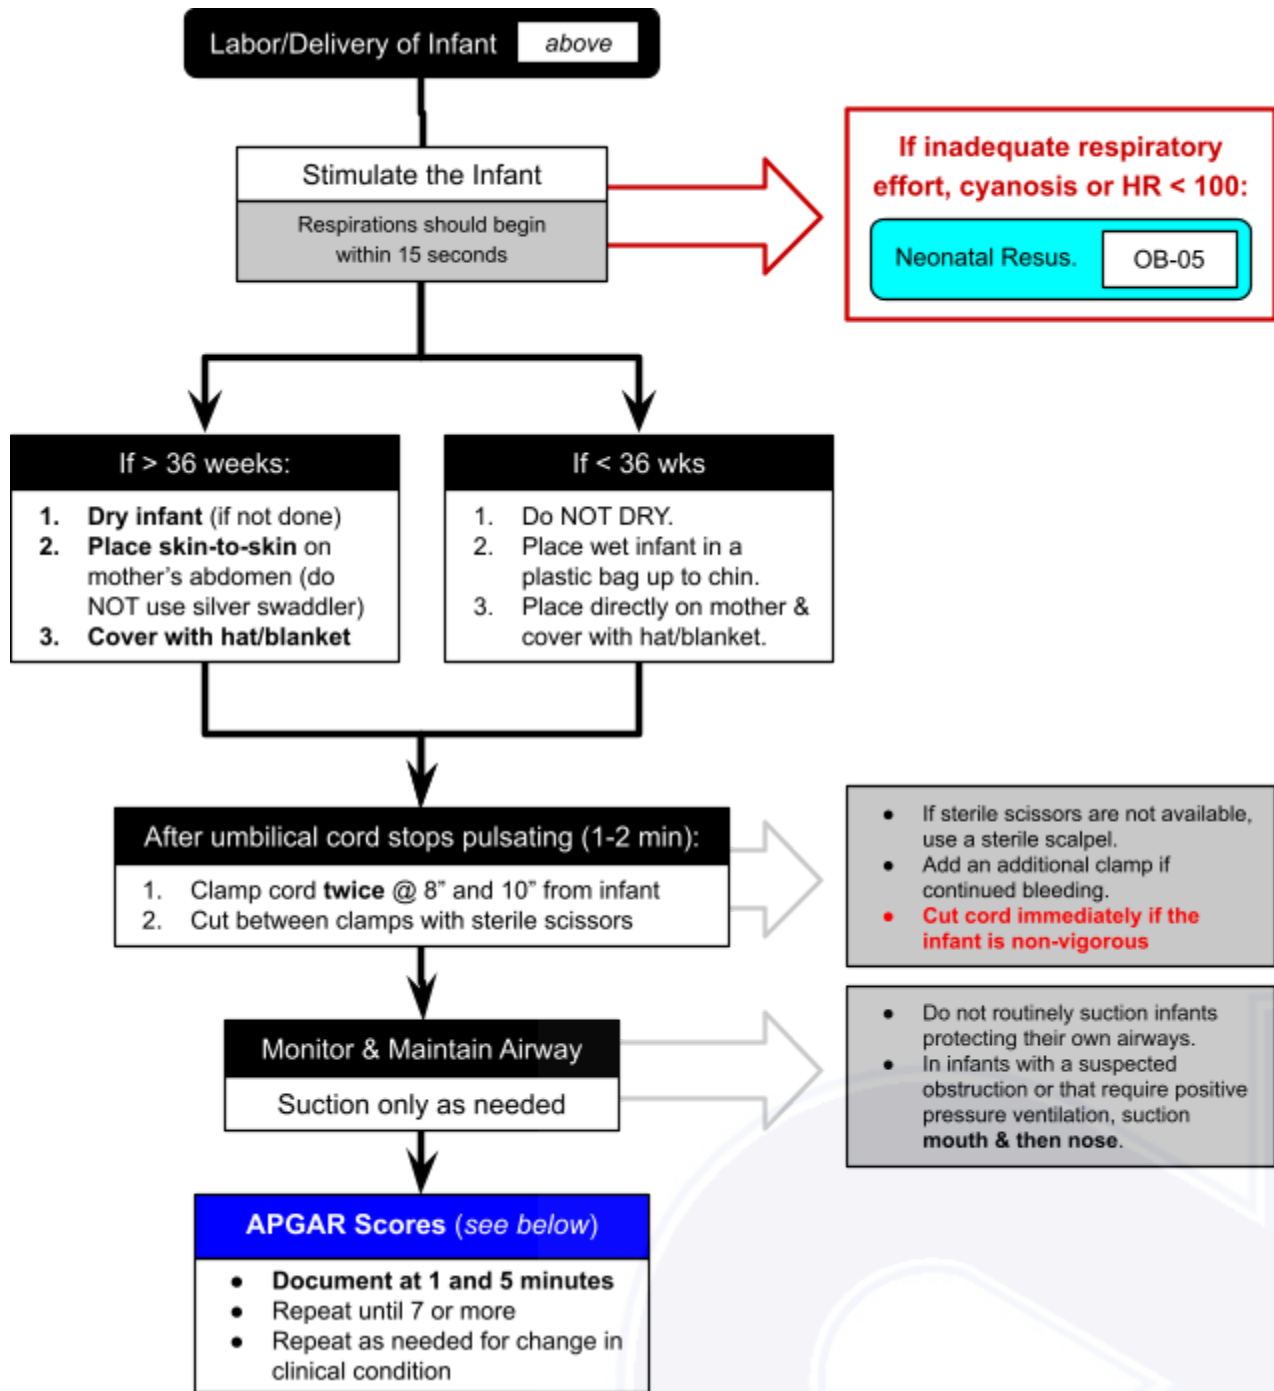 Labor/Delivery of Infant above
Stimulate the Infant
Respirations should begin
within 15 seconds
If inadequate respiratory
effort, cyanosis or HR < 100:
Neonatal Resus. OB-05
If > 36 weeks:
1. Dry infant (if not done)
2. Place skin-to-skin on
mother's abdomen (do
NOT use silver swaddler)
3. Cover with hat/blanket
If < 36 wks
1. Do NOT DRY.
2. Place wet infant in a
plastic bag up to chin.
3. Place directly on mother &
cover with hat/blanket.
After umbilical cord stops pulsating (1-2 min):
1. Clamp cord twice @ 8" and 10" from infant
2. Cut between clamps with sterile scissors
● If sterile scissors are not available,
use a sterile scalpel.
● Add an additional clamp if
continued bleeding.
● Cut cord immediately if the
infant is non-vigorous
Monitor & Maintain Airway
Suction only as needed
● Do not routinely suction infants
protecting their own airways.
● In infants with a suspected
obstruction or that require positive
pressure ventilation, suction
mouth & then nose.
APGAR Scores (see below)
● Document at 1 and 5 minutes
● Repeat until 7 or more
● Repeat as needed for change in
clinical condition